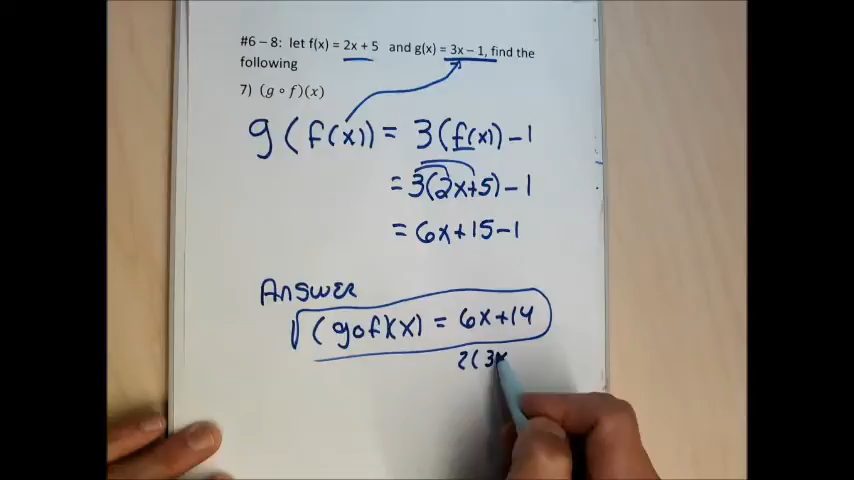 #6 – 8: let f(x) = 2x + 5 and g(x) = 3x – 1, find the
following
7) (g ∘ f)(x)
g(f(x)) = 3(f(x)) - 1
= 3(2x+5) - 1
= 6x+15-1
Answer
(gof)(x) = 6x+14
2(3x